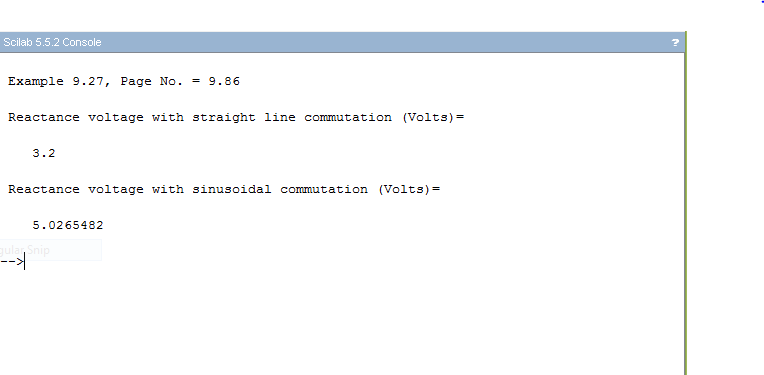 Scilab 5.5.2 Console ?
Example 9.27, Page No. = 9.86
Reactance voltage with straight line commutation (Volts)=
3.2
Reactance voltage with sinusoidal commutation (Volts)=
5.0265482
gular Snip
-->